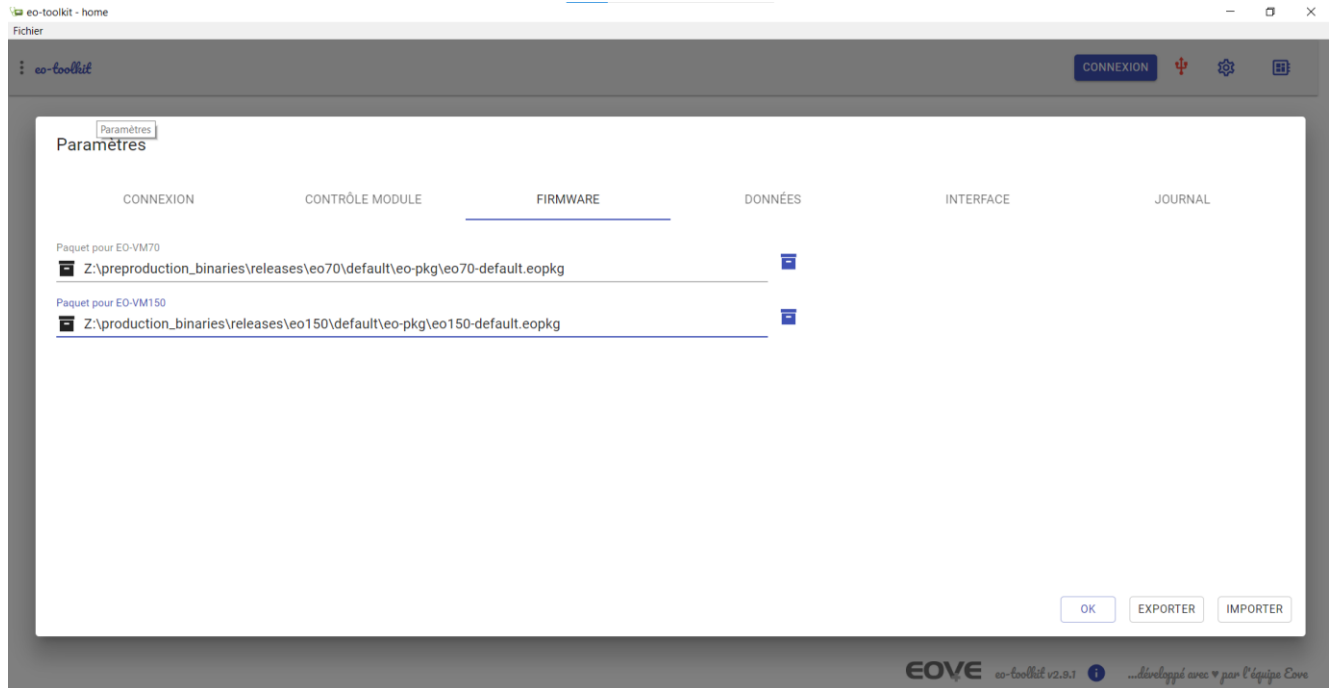 eo-toolkit - home
Fichier
eo-toolkit
CONNEXION
Paramètres
Paramètres
CONNEXION CONTRÔLE MODULE FIRMWARE DONNÉES INTERFACE JOURNAL
Paquet pour EO-VM70
Z:\preproduction_binaries\releases\eo70\default\eo-pkg\eo70-default.eopkg
Paquet pour EO-VM150
Z:\production_binaries\releases\eo150\default\eo-pkg\eo150-default.eopkg
OK EXPORTER IMPORTER
EOVE eo-toolkit v2.9.1 ...développé avec ♥ par l'équipe Eove